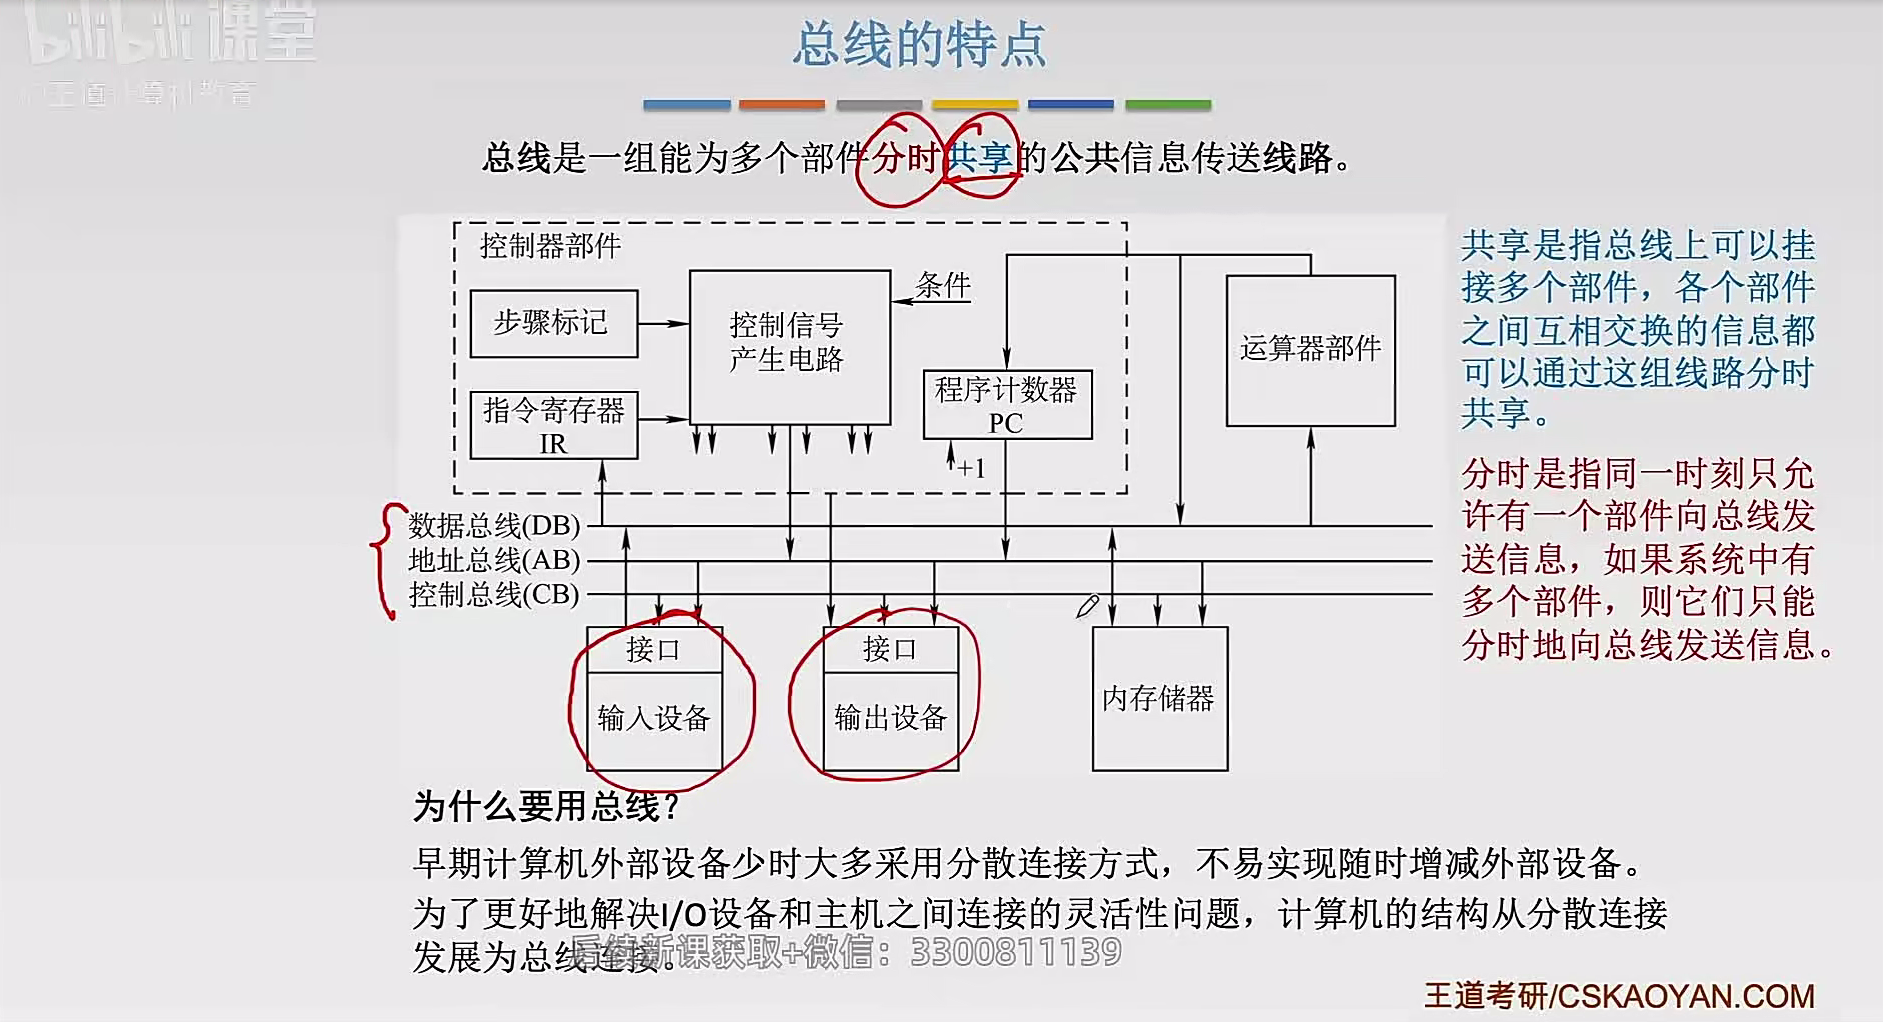 bilibili 课堂
总线的特点
总线是一组能为多个部件分时共享的公共信息传送线路。
控制器部件
步骤标记
控制信号
产生电路
条件
指令寄存器
IR
程序计数器
PC
+1
运算器部件
数据总线(DB)
地址总线(AB)
控制总线(CB)
接口
输入设备
接口
输出设备
内存储器
共享是指总线上可以挂
接多个部件，各个部件
之间互相交换的信息都
可以通过这组线路分时
共享。
分时是指同一时刻只允
许有一个部件向总线发
送信息，如果系统中有
多个部件，则它们只能
分时地向总线发送信息。
为什么要用总线？
早期计算机外部设备少时大多采用分散连接方式，不易实现随时增减外部设备。
为了更好地解决I/O设备和主机之间连接的灵活性问题，计算机的结构从分散连接
发展为总线连接。
后续新课获取+微信：3300811139
王道考研/CSKAOYAN.COM